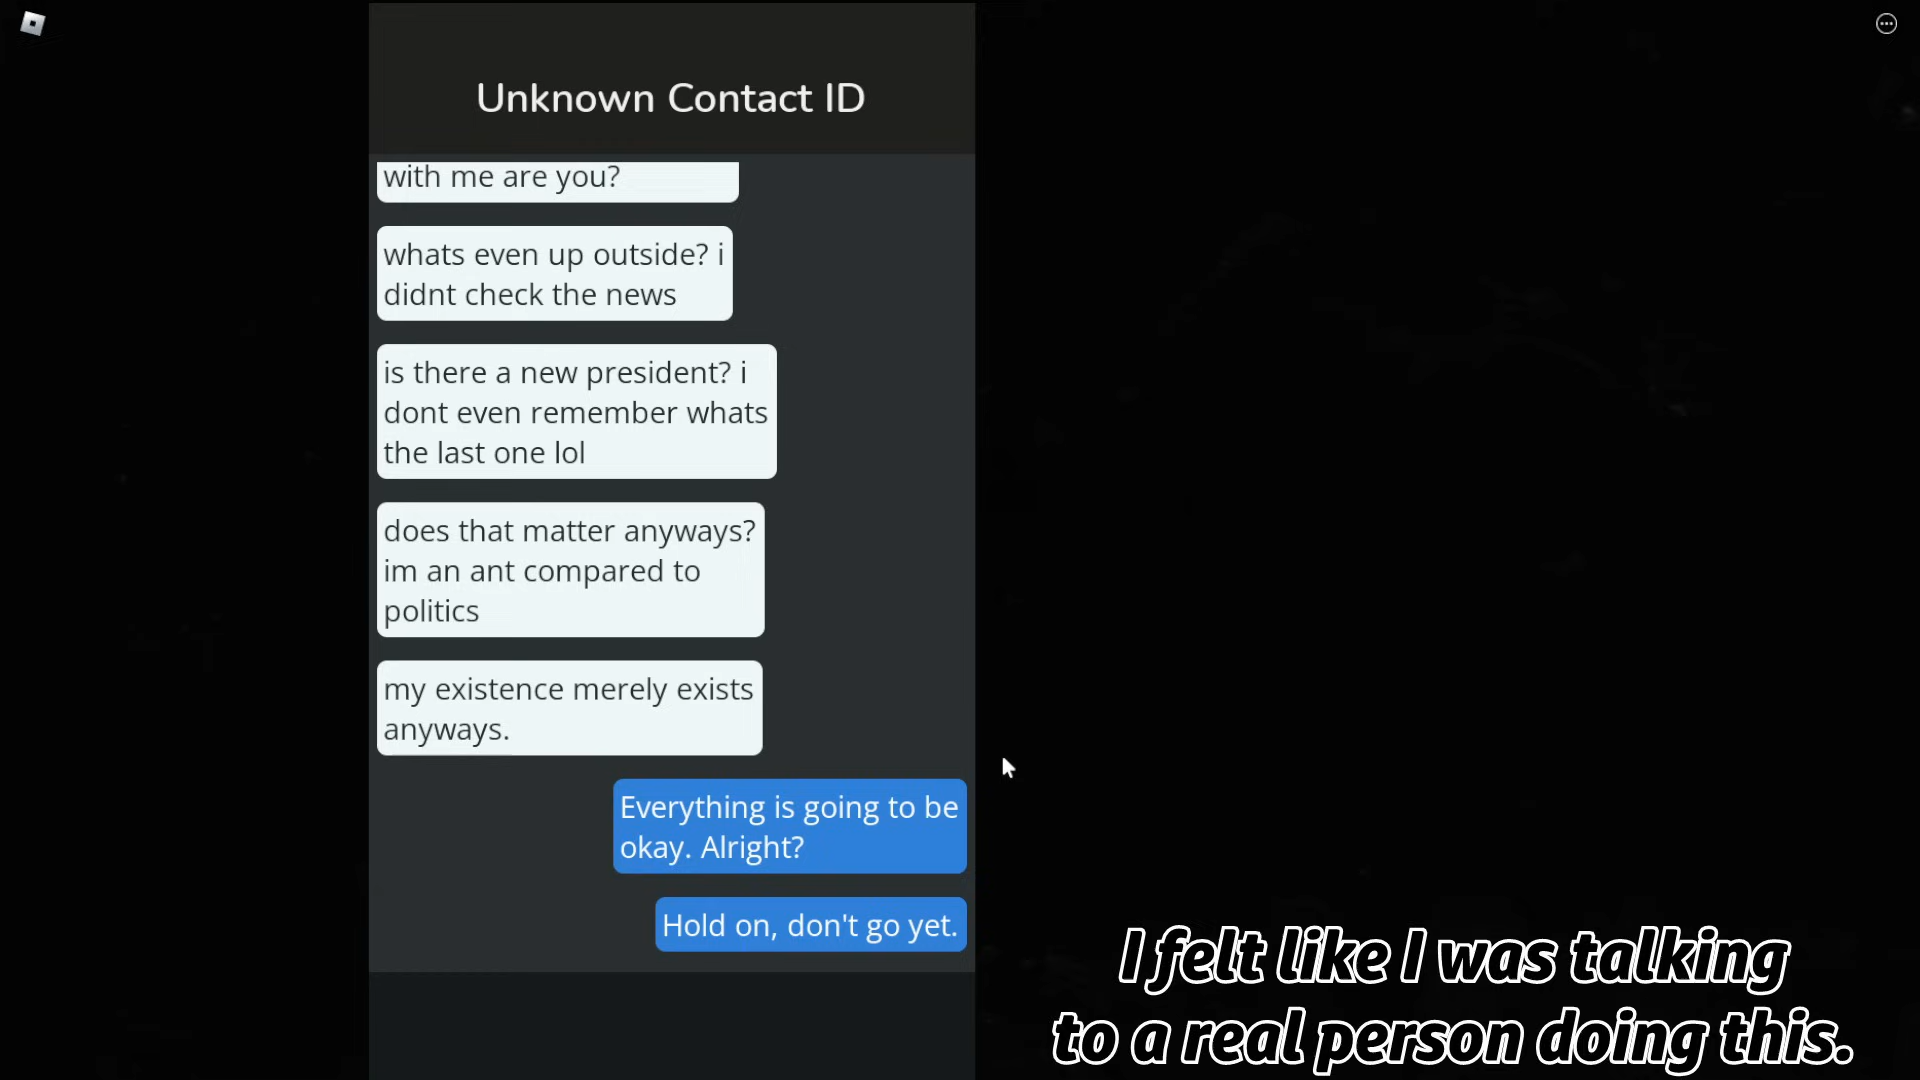 Unknown Contact ID
with me are you?
whats even up outside? i
didnt check the news
is there a new president? i
dont even remember whats
the last one lol
does that matter anyways?
im an ant compared to
politics
my existence merely exists
anyways.
Everything is going to be
okay. Alright?
Hold on, don't go yet.
I felt like I was talking
to a real person doing this.